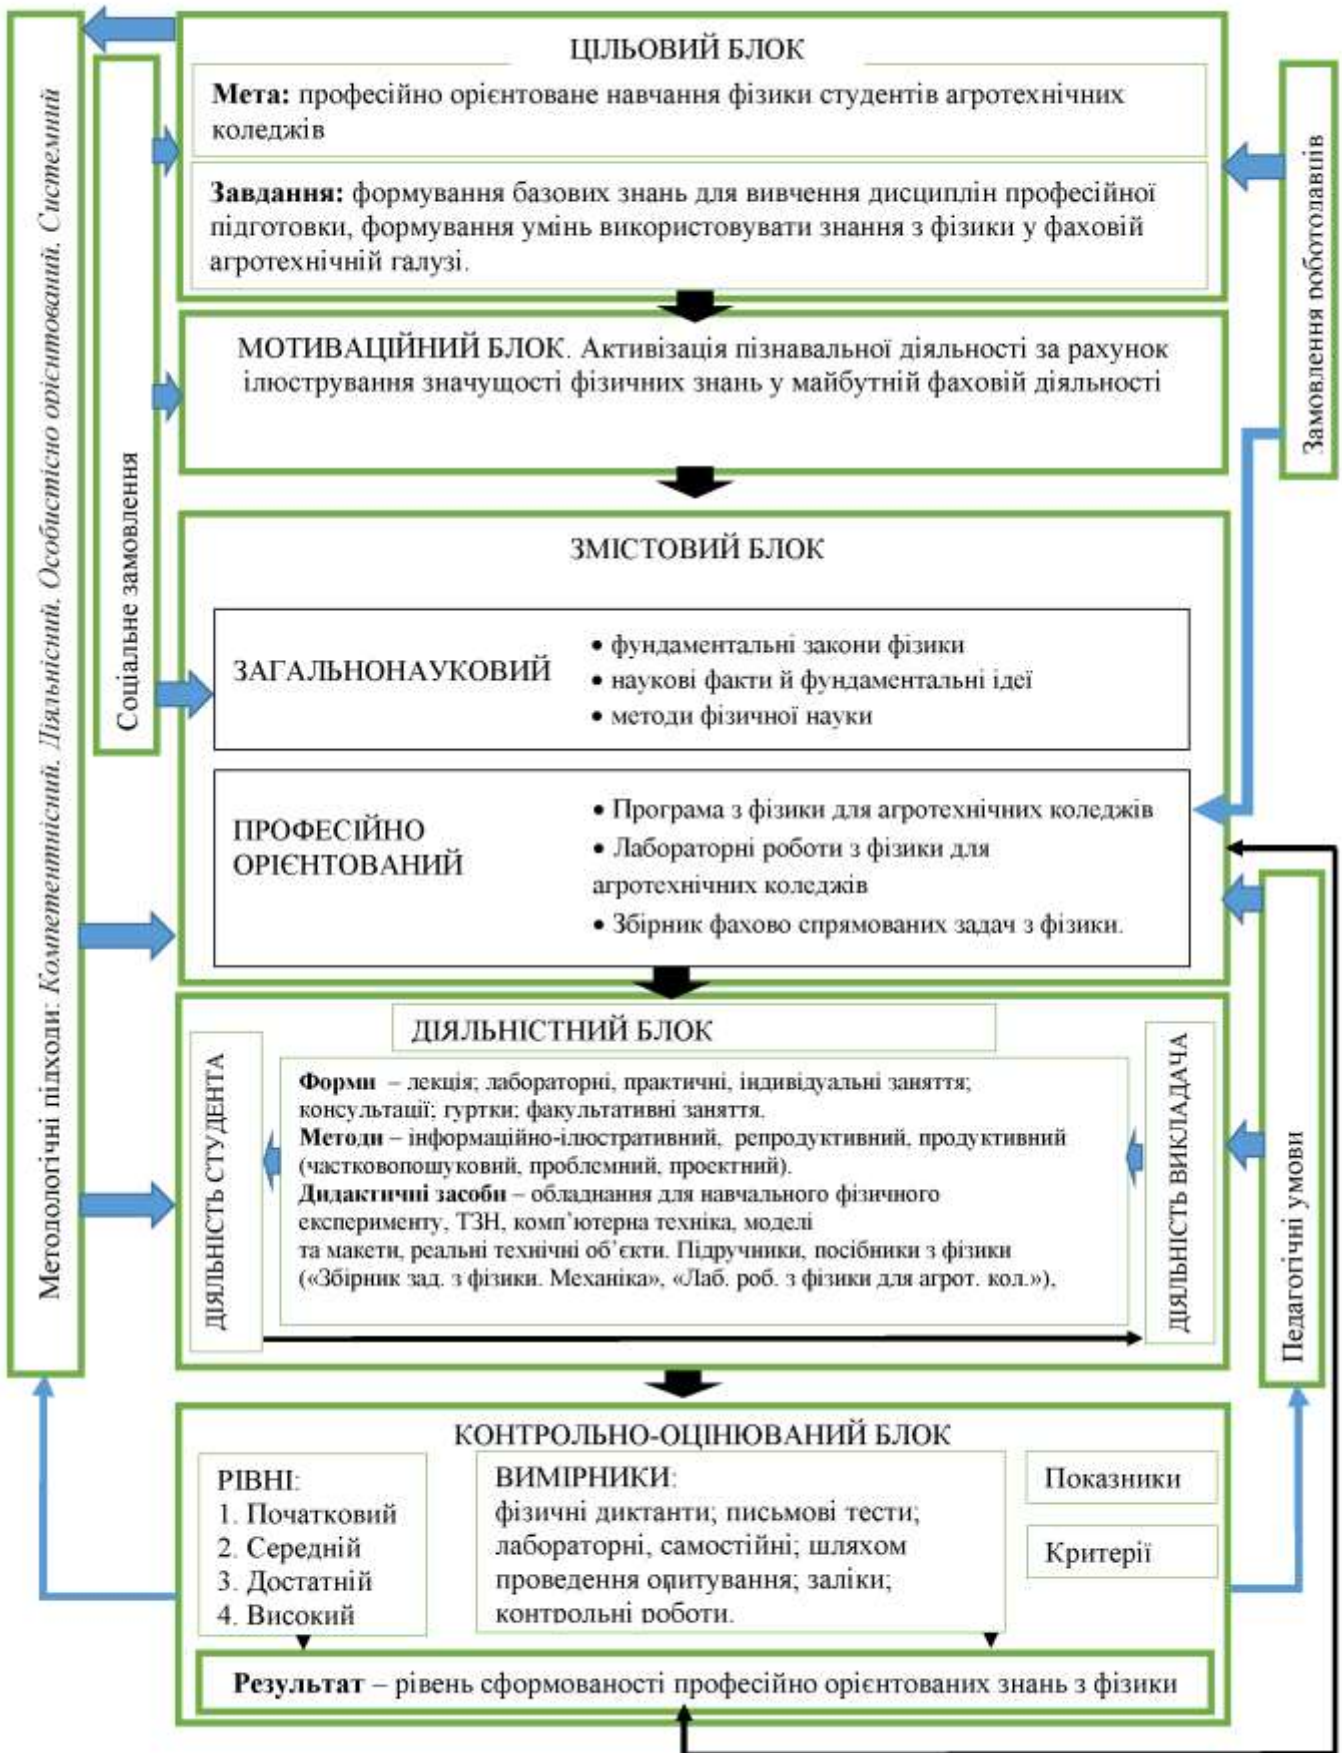 Методологічні підходи: Компетентнісний. Діяльнісний. Особистісно орієнтований. Системний
Соціальне замовлення
ЦІЛЬОВИЙ БЛОК
Мета: професійно орієнтоване навчання фізики студентів агротехнічних
коледжів
Завдання: формування базових знань для вивчення дисциплін професійної
підготовки, формування умінь використовувати знання з фізики у фаховій
агротехнічній галузі.
Замовлення роботодавців
МОТИВАЦІЙНИЙ БЛОК. Активізація пізнавальної діяльності за рахунок
ілюстрування значущості фізичних знань у майбутній фаховій діяльності
ЗМІСТОВИЙ БЛОК
ЗАГАЛЬНОНАУКОВИЙ
• фундаментальні закони фізики
• наукові факти й фундаментальні ідеї
• методи фізичної науки
ПРОФЕСІЙНО
ОРІЄНТОВАНИЙ
• Програма з фізики для агротехнічних коледжів
• Лабораторні роботи з фізики для
агротехнічних коледжів
• Збірник фахово спрямованих задач з фізики.
Педагогічні умови
ДІЯЛЬНІСТНИЙ БЛОК
ДІЯЛЬНІСТЬ СТУДЕНТА
Форми – лекція; лабораторні, практичні, індивідуальні заняття;
консультації; гуртки; факультативні заняття.
Методи – інформаційно-ілюстративний, репродуктивний, продуктивний
(частковопошуковий, проблемний, проєктний).
Дидактичні засоби – обладнання для навчального фізичного
експерименту, ТЗН, комп’ютерна техніка, моделі
та макети, реальні технічні об’єкти. Підручники, посібники з фізики
(«Збірник зад. з фізики. Механіка», «Лаб. роб. з фізики для агрот. кол.»),
ДІЯЛЬНІСТЬ ВИКЛАДАЧА
КОНТРОЛЬНО-ОЦІНЮВАНИЙ БЛОК
РІВНІ:
1. Початковий
2. Середній
3. Достатній
4. Високий
ВИМІРНИКИ:
фізичні диктанти; письмові тести;
лабораторні, самостійні; шляхом
проведення опитування; заліки;
контрольні роботи.
Показники
Критерії
Результат – рівень сформованості професійно орієнтованих знань з фізики